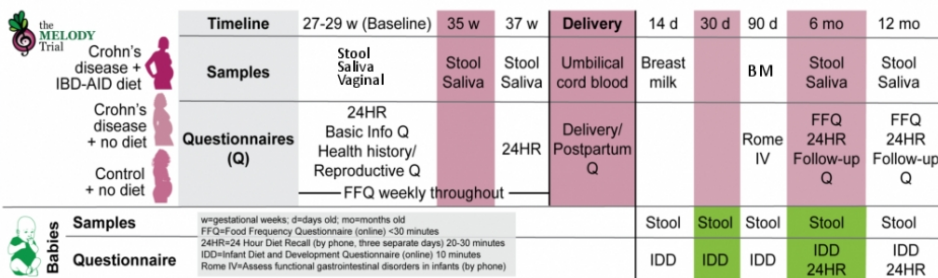 the
MELODY
Trial
Timeline 27-29 w (Baseline) 35 w 37 w Delivery 14 d 30 d 90 d 6 mo 12 mo
Crohn's
disease +
IBD-AID diet
Crohn's
disease
+ no diet
Control
+ no diet
Samples
Stool
Saliva
Vaginal
Stool
Saliva
Stool
Saliva
Umbilical
cord blood
Breast
milk
BM
Stool
Saliva
Stool
Saliva
Questionnaires
(Q)
24HR
Basic Info Q
Health history/
Reproductive Q
24HR
FFQ weekly throughout
Delivery/
Postpartum
Q
Rome
IV
FFQ
24HR
Follow-up
Q
FFQ
24HR
Follow-up
Q
Babies
Samples
Stool Stool Stool Stool Stool
Questionnaire
w=gestational weeks; d=days old; mo=months old
FFQ=Food Frequency Questionnaire (online) <30 minutes
24HR=24 Hour Diet Recall (by phone, three separate days) 20-30 minutes
IDD=Infant Diet and Development Questionnaire (online) 10 minutes
Rome IV=Assess functional gastrointestinal disorders in infants (by phone)
IDD
IDD
IDD
IDD
24HR
IDD
24HR